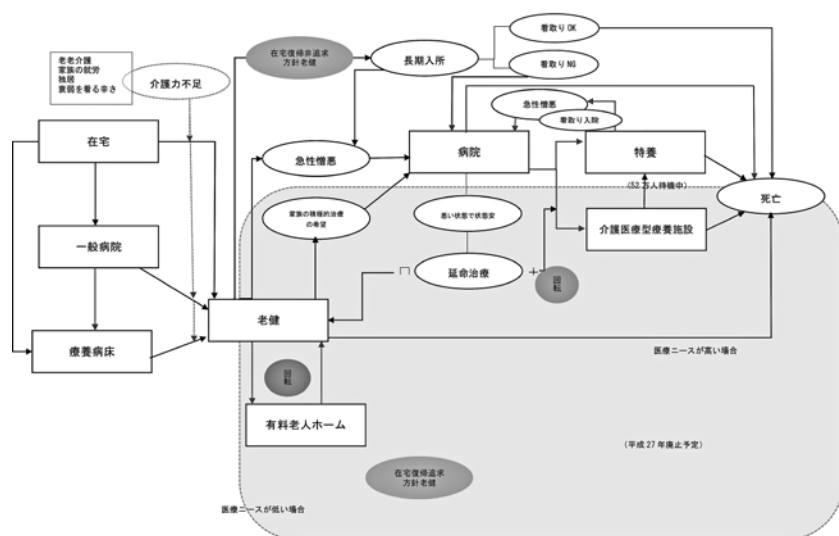 老老介護
家族の就労
独居
衰弱を看る辛さ
介護力不足
在宅復帰非追求
方針老健
長期入所
看取りOK
看取りNG
急性憎悪
看取り入院
在宅
急性憎悪
病院
特養
(52万人待機中)
死亡
家族の積極的治療
の希望
悪い状態で状態安
介護医療型療養施設
一般病院
延命治療
回転
老健
医療ニースが高い場合
療養病床
回転
有料老人ホーム
(平成27年廃止予定)
在宅復帰追求
方針老健
医療ニースが低い場合